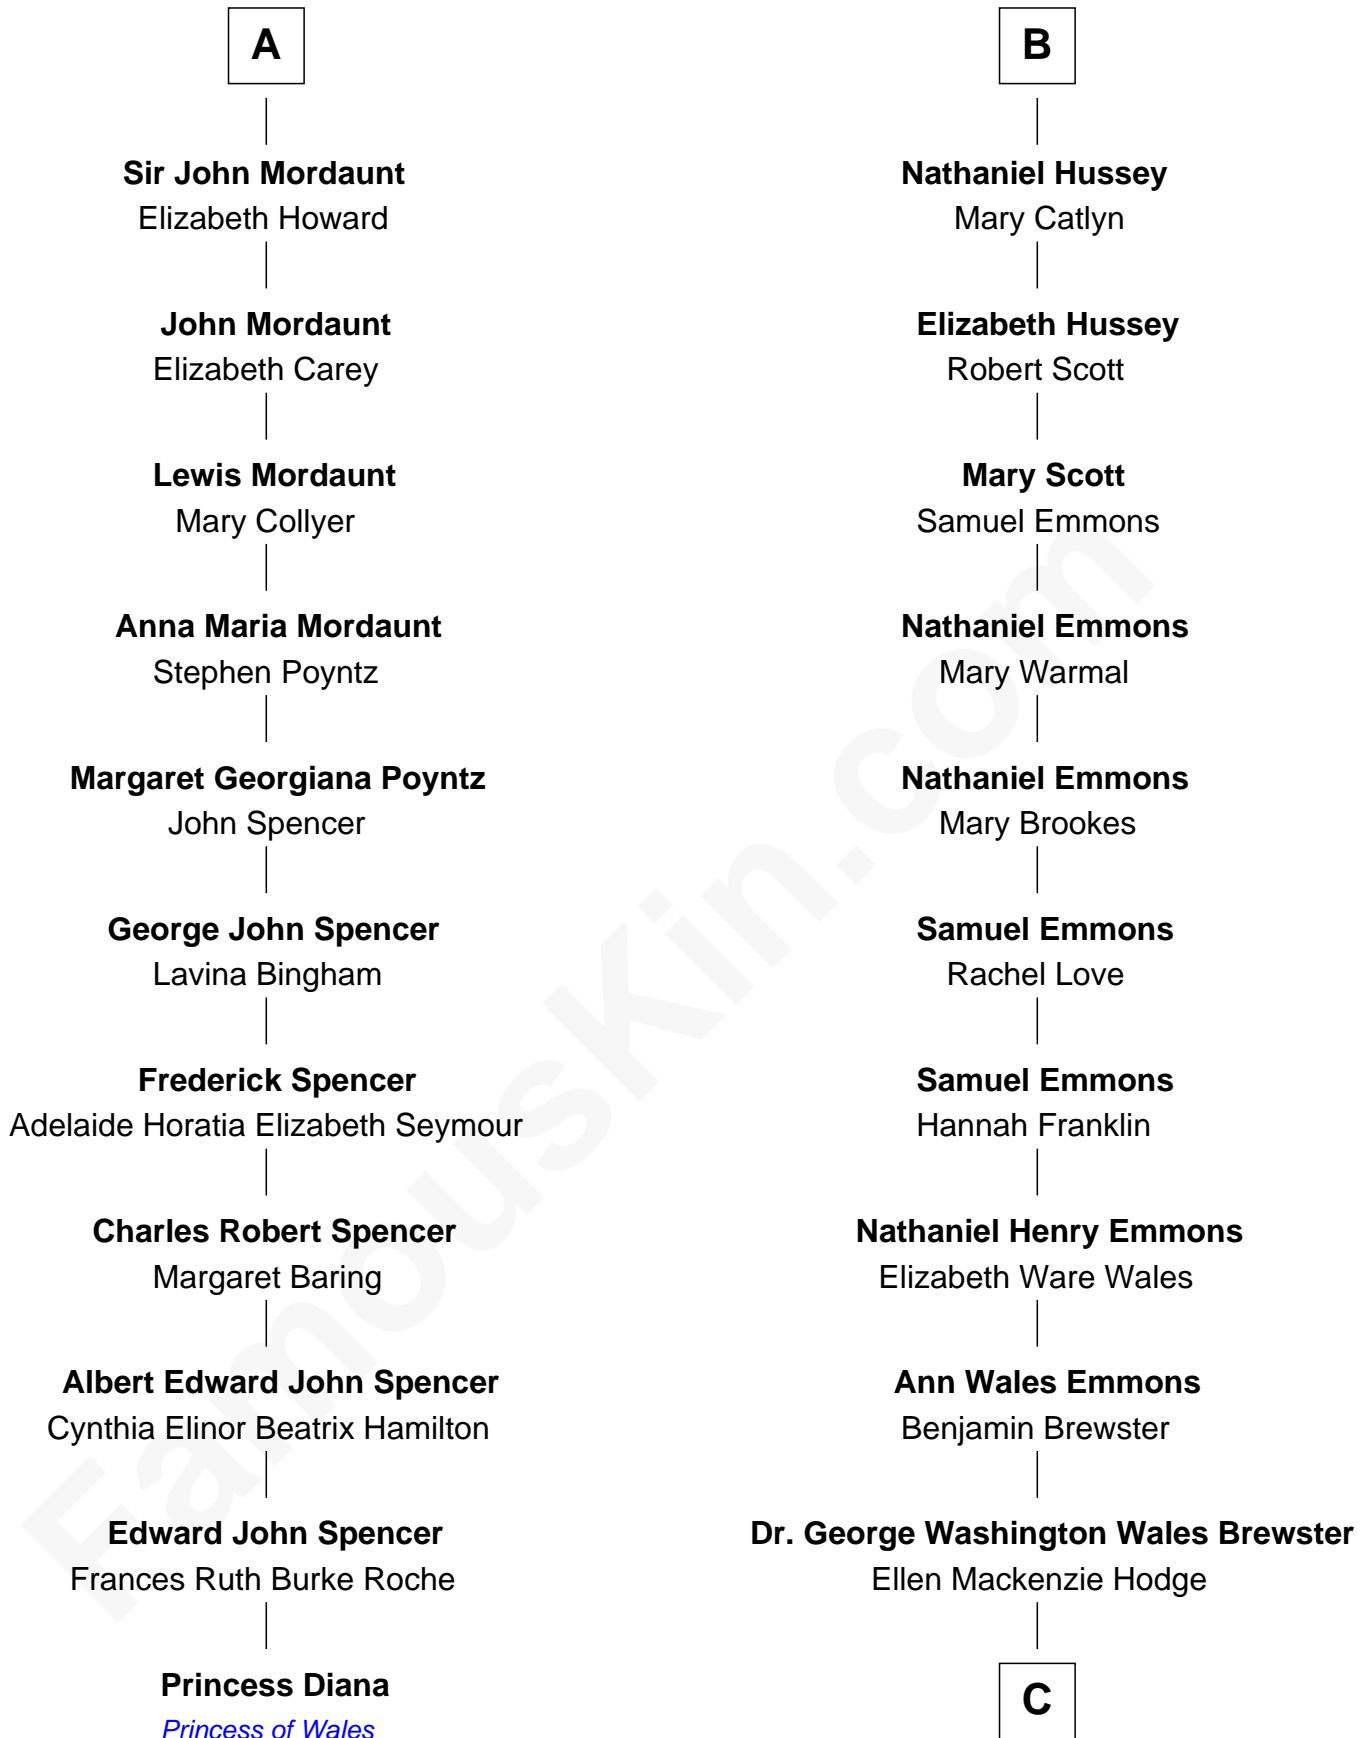 A
Sir John Mordaunt
Elizabeth Howard
John Mordaunt
Elizabeth Carey
Lewis Mordaunt
Mary Collyer
Anna Maria Mordaunt
Stephen Poyntz
Margaret Georgiana Poyntz
John Spencer
George John Spencer
Lavina Bingham
Frederick Spencer
Adelaide Horatia Elizabeth Seymour
Charles Robert Spencer
Margaret Baring
Albert Edward John Spencer
Cynthia Elinor Beatrix Hamilton
Edward John Spencer
Frances Ruth Burke Roche
Princess Diana
Princess of Wales
B
Nathaniel Hussey
Mary Catlyn
Elizabeth Hussey
Robert Scott
Mary Scott
Samuel Emmons
Nathaniel Emmons
Mary Warmal
Nathaniel Emmons
Mary Brookes
Samuel Emmons
Rachel Love
Samuel Emmons
Hannah Franklin
Nathaniel Henry Emmons
Elizabeth Ware Wales
Ann Wales Emmons
Benjamin Brewster
Dr. George Washington Wales Brewster
Ellen Mackenzie Hodge
C
FamousKin.com